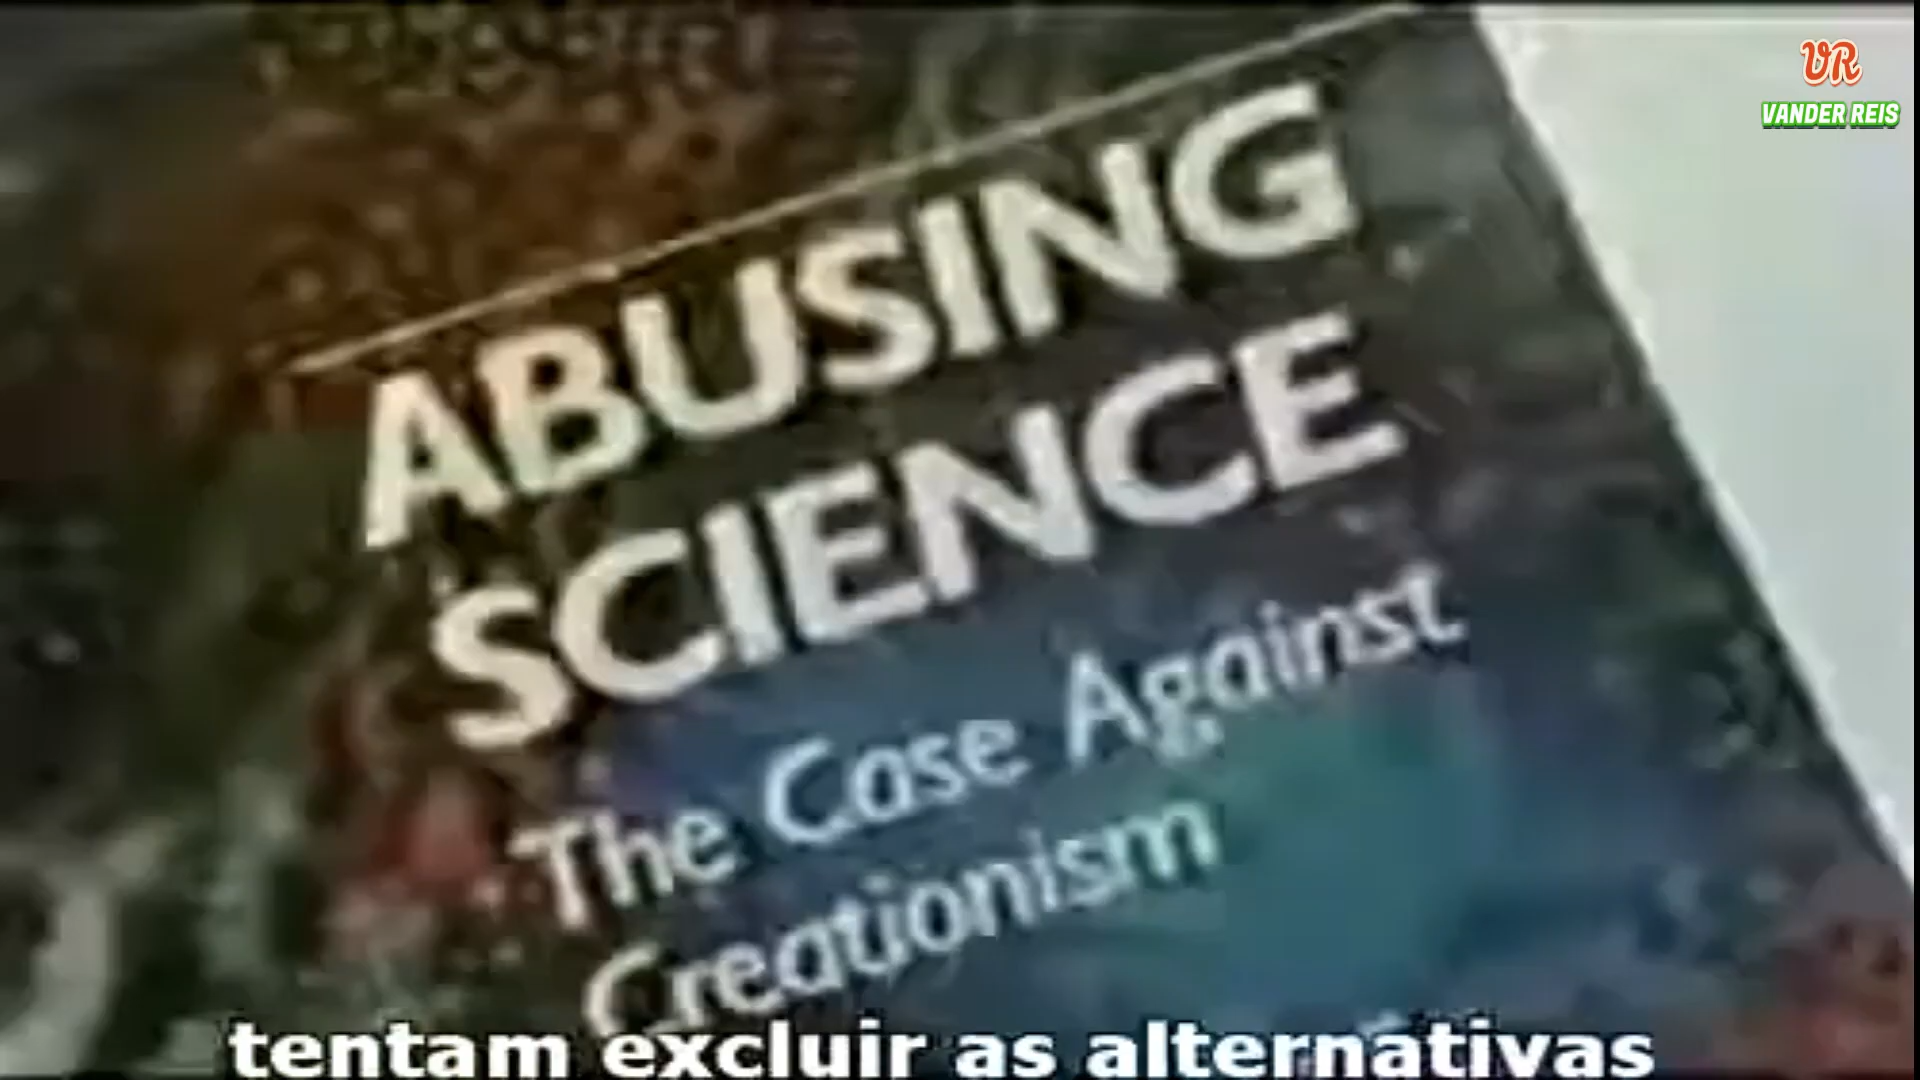 VR
VANDER REIS
ABUSING
SCIENCE
The Case Against
Creationism
tentam excluir as alternativas